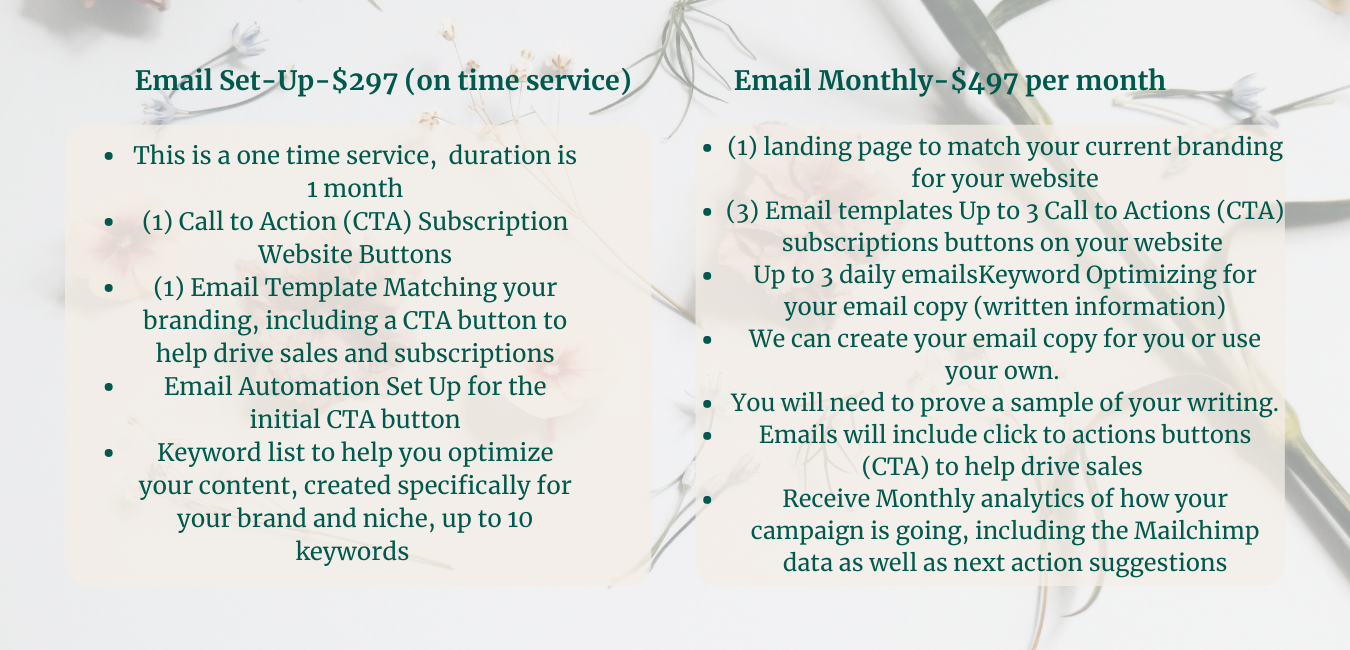 Email Set-Up-$297 (on time service)
• This is a one time service,  duration is
1 month
• (1) Call to Action (CTA) Subscription
Website Buttons
• (1) Email Template Matching your
branding, including a CTA button to
help drive sales and subscriptions
• Email Automation Set Up for the
initial CTA button
• Keyword list to help you optimize
your content, created specifically for
your brand and niche, up to 10
keywords
Email Monthly-$497 per month
• (1) landing page to match your current branding
for your website
• (3) Email templates Up to 3 Call to Actions (CTA)
subscriptions buttons on your website
• Up to 3 daily emailsKeyword Optimizing for
your email copy (written information)
• We can create your email copy for you or use
your own.
• You will need to prove a sample of your writing.
• Emails will include click to actions buttons
(CTA) to help drive sales
• Receive Monthly analytics of how your
campaign is going, including the Mailchimp
data as well as next action suggestions